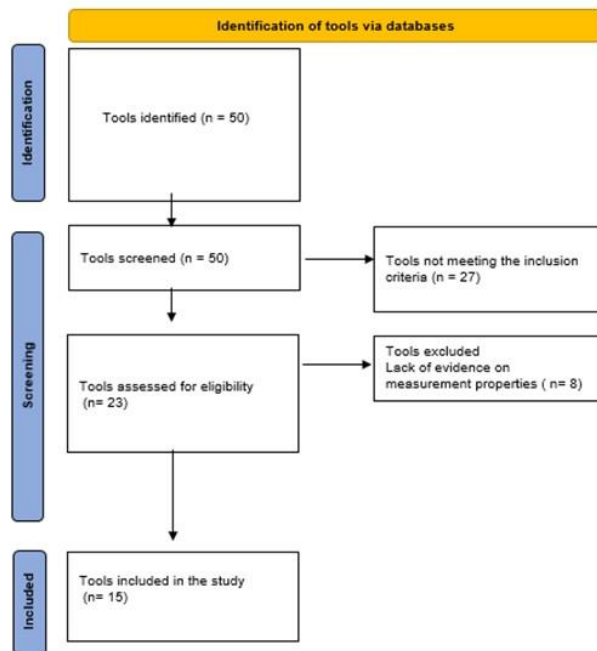 Identification of tools via databases
Identification
Tools identified (n = 50)
Screening
Tools screened (n = 50)
Tools not meeting the inclusion
criteria (n = 27)
Tools assessed for eligibility
(n= 23)
Tools excluded
Lack of evidence on
measurement properties ( n= 8)
Included
Tools included in the study
(n= 15)